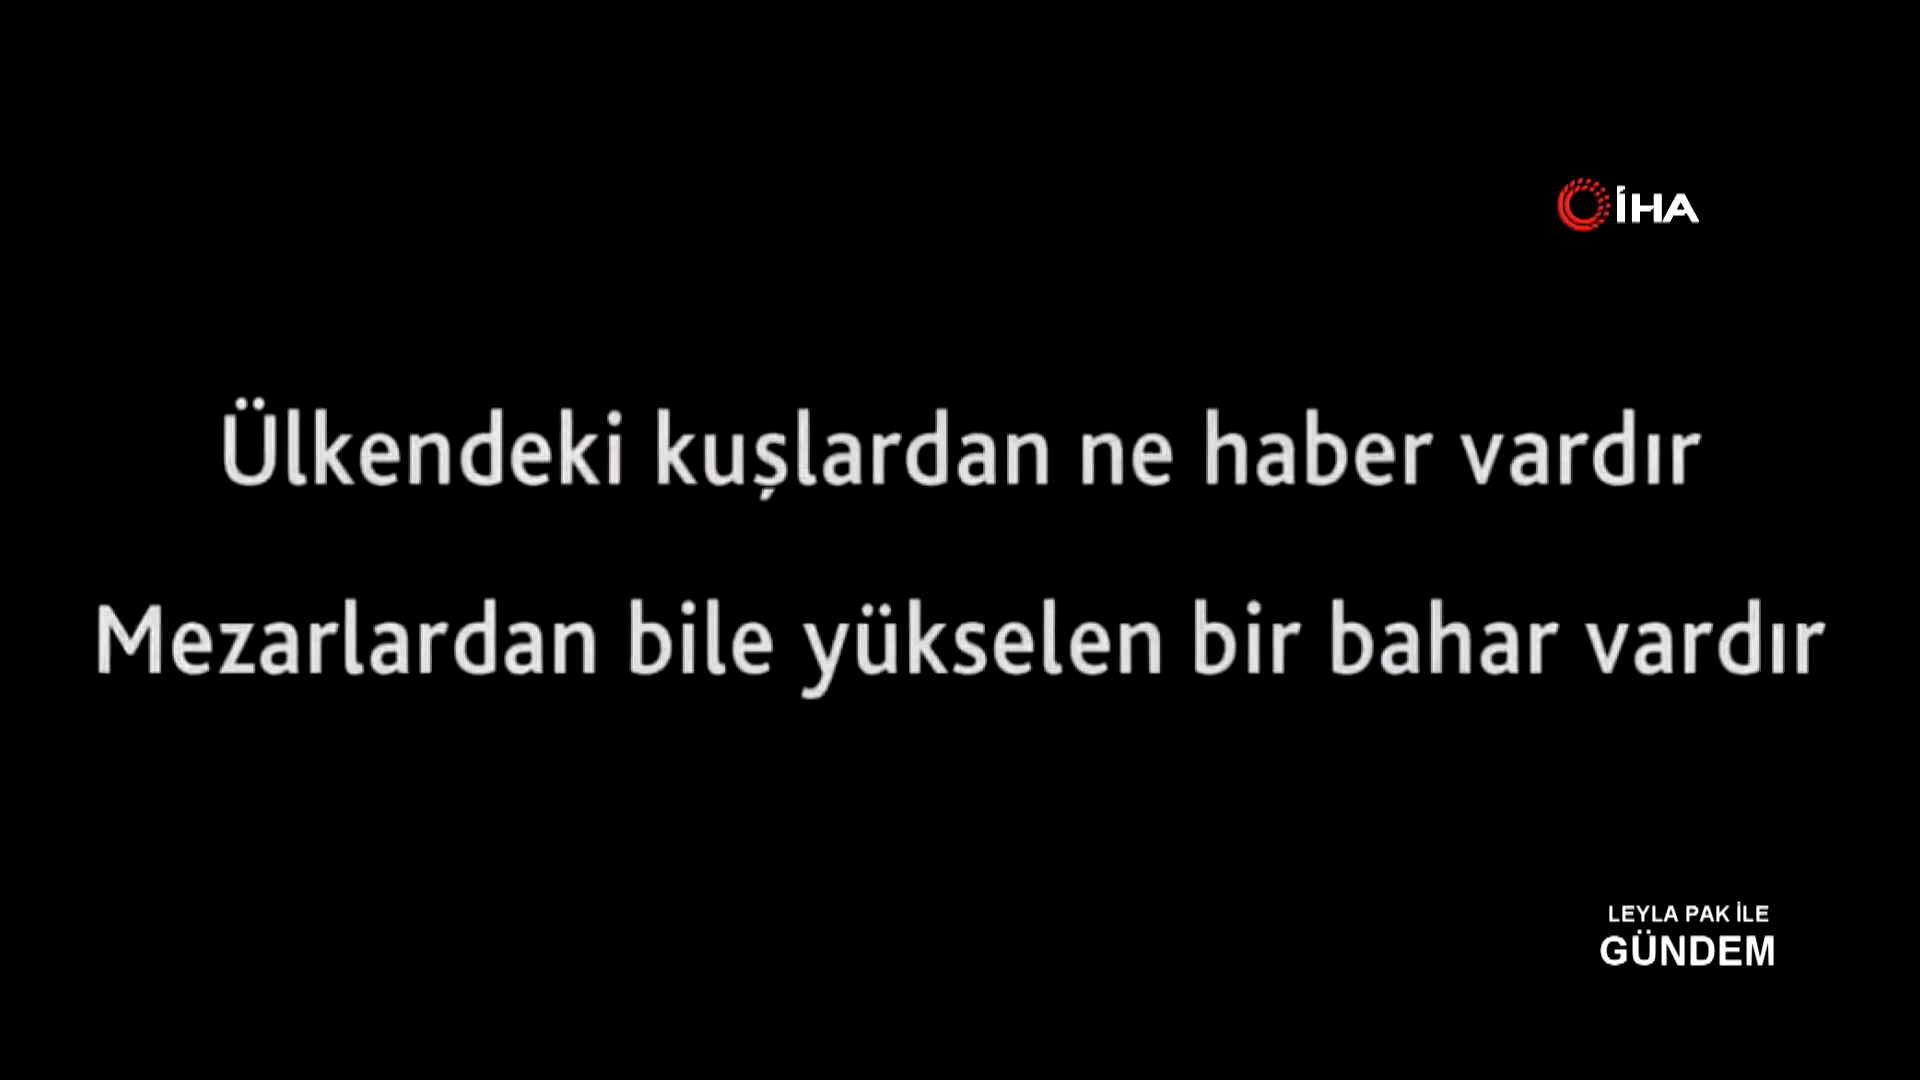 İHA
Ülkendeki kuşlardan ne haber vardır
Mezarlardan bile yükselen bir bahar vardır
LEYLA PAK İLE
GÜNDEM